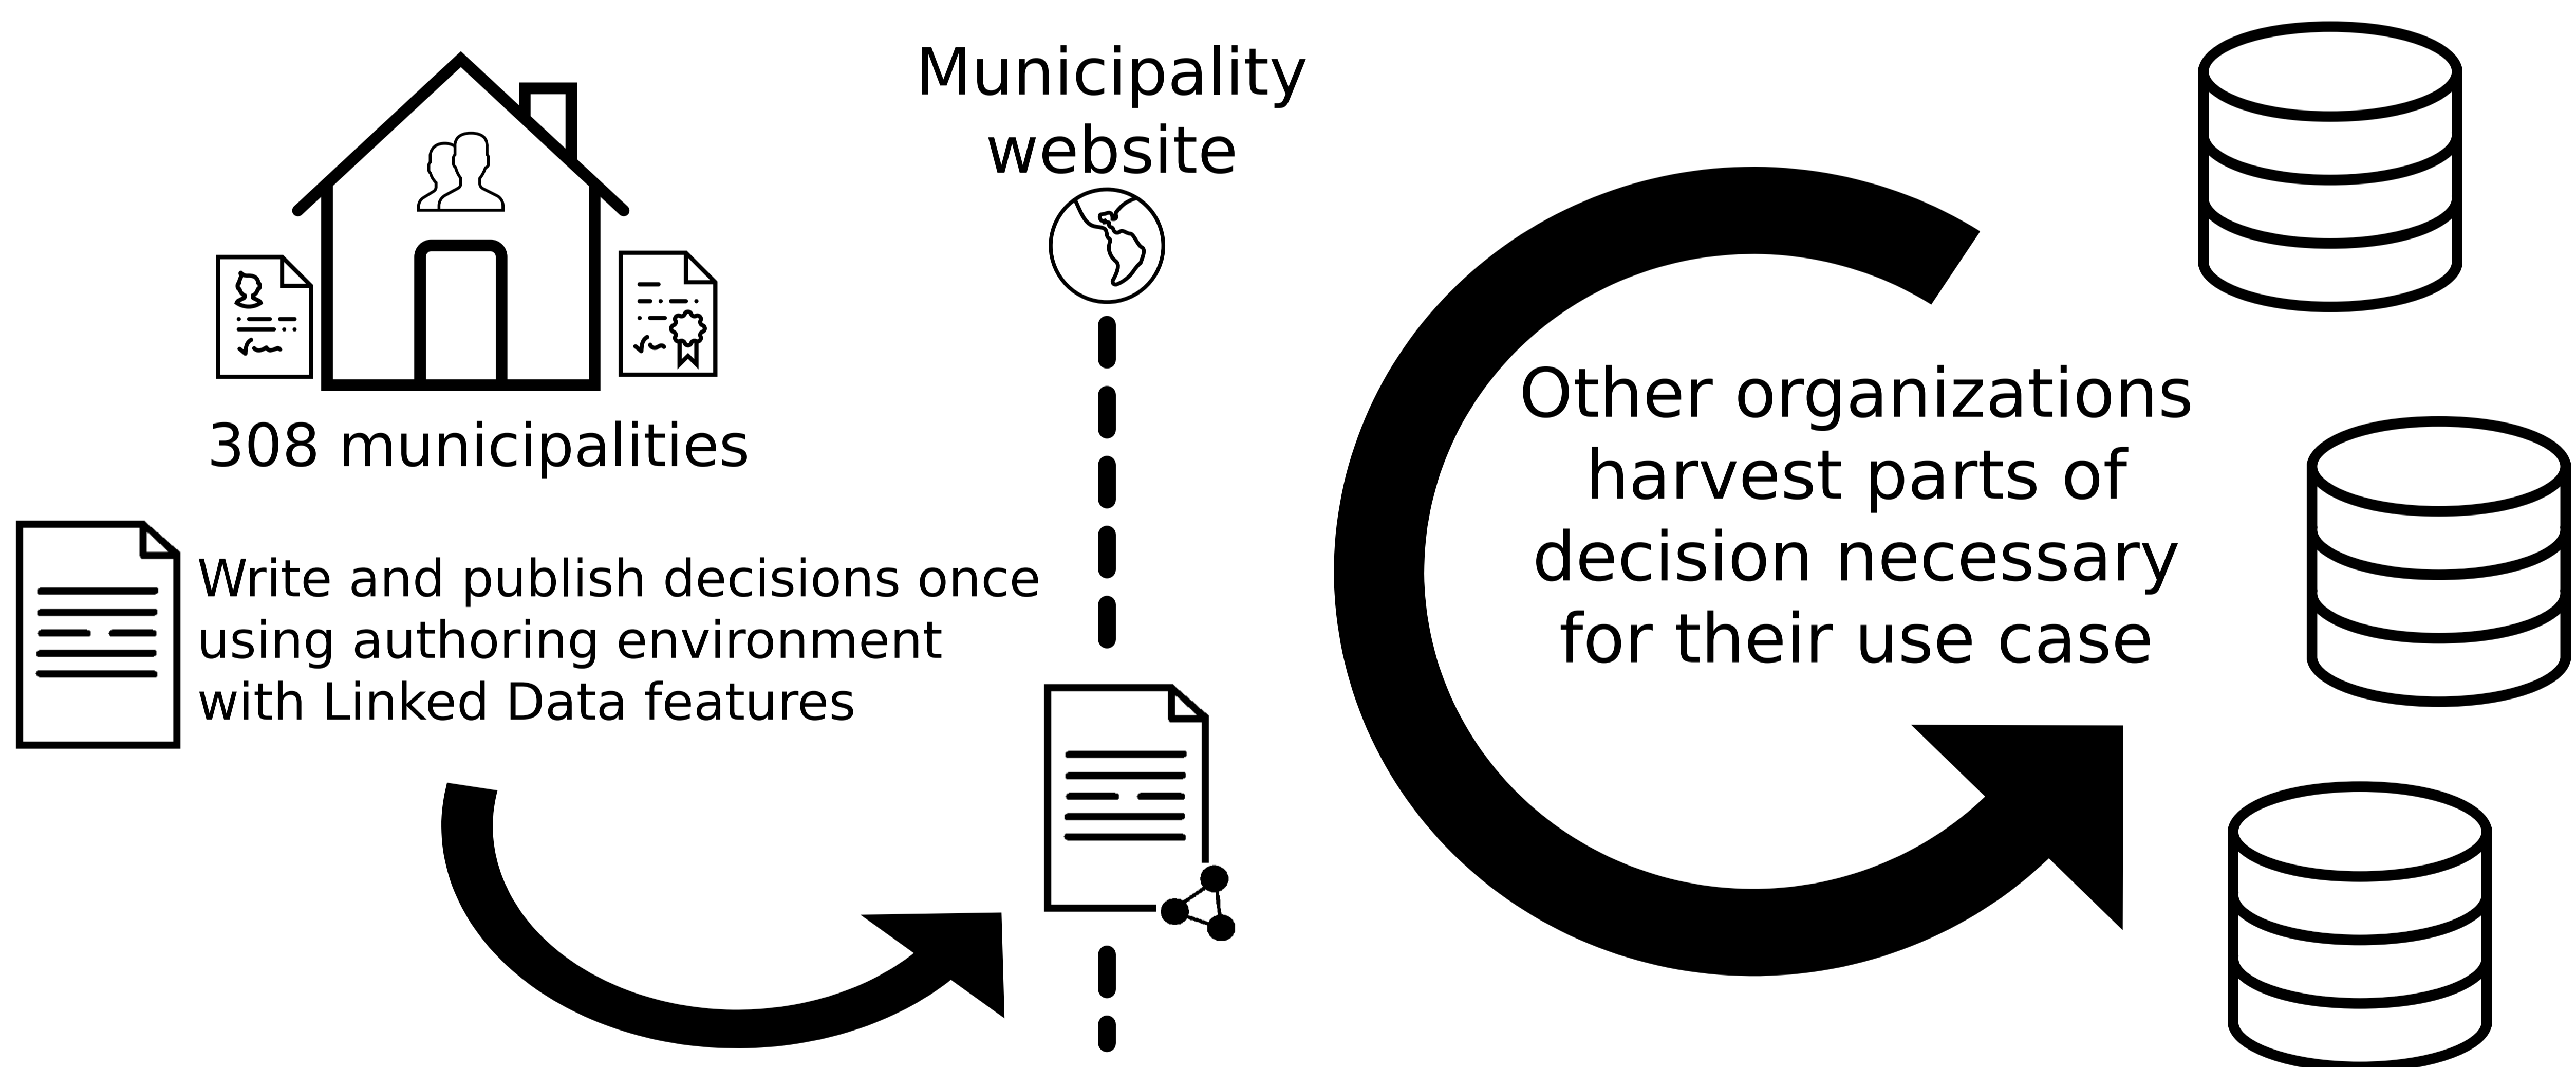 Municipality
website
308 municipalities
Write and publish decisions once
using authoring environment
with Linked Data features
Other organizations
harvest parts of
decision necessary
for their use case